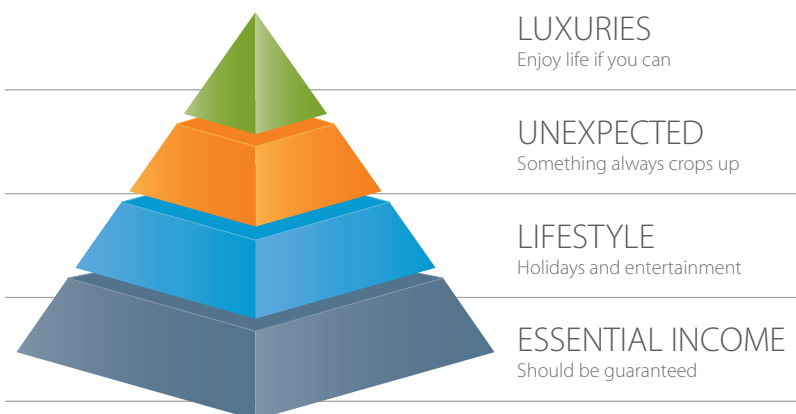 LUXURIES
Enjoy life if you can
UNEXPECTED
Something always crops up
LIFESTYLE
Holidays and entertainment
ESSENTIAL INCOME
Should be guaranteed